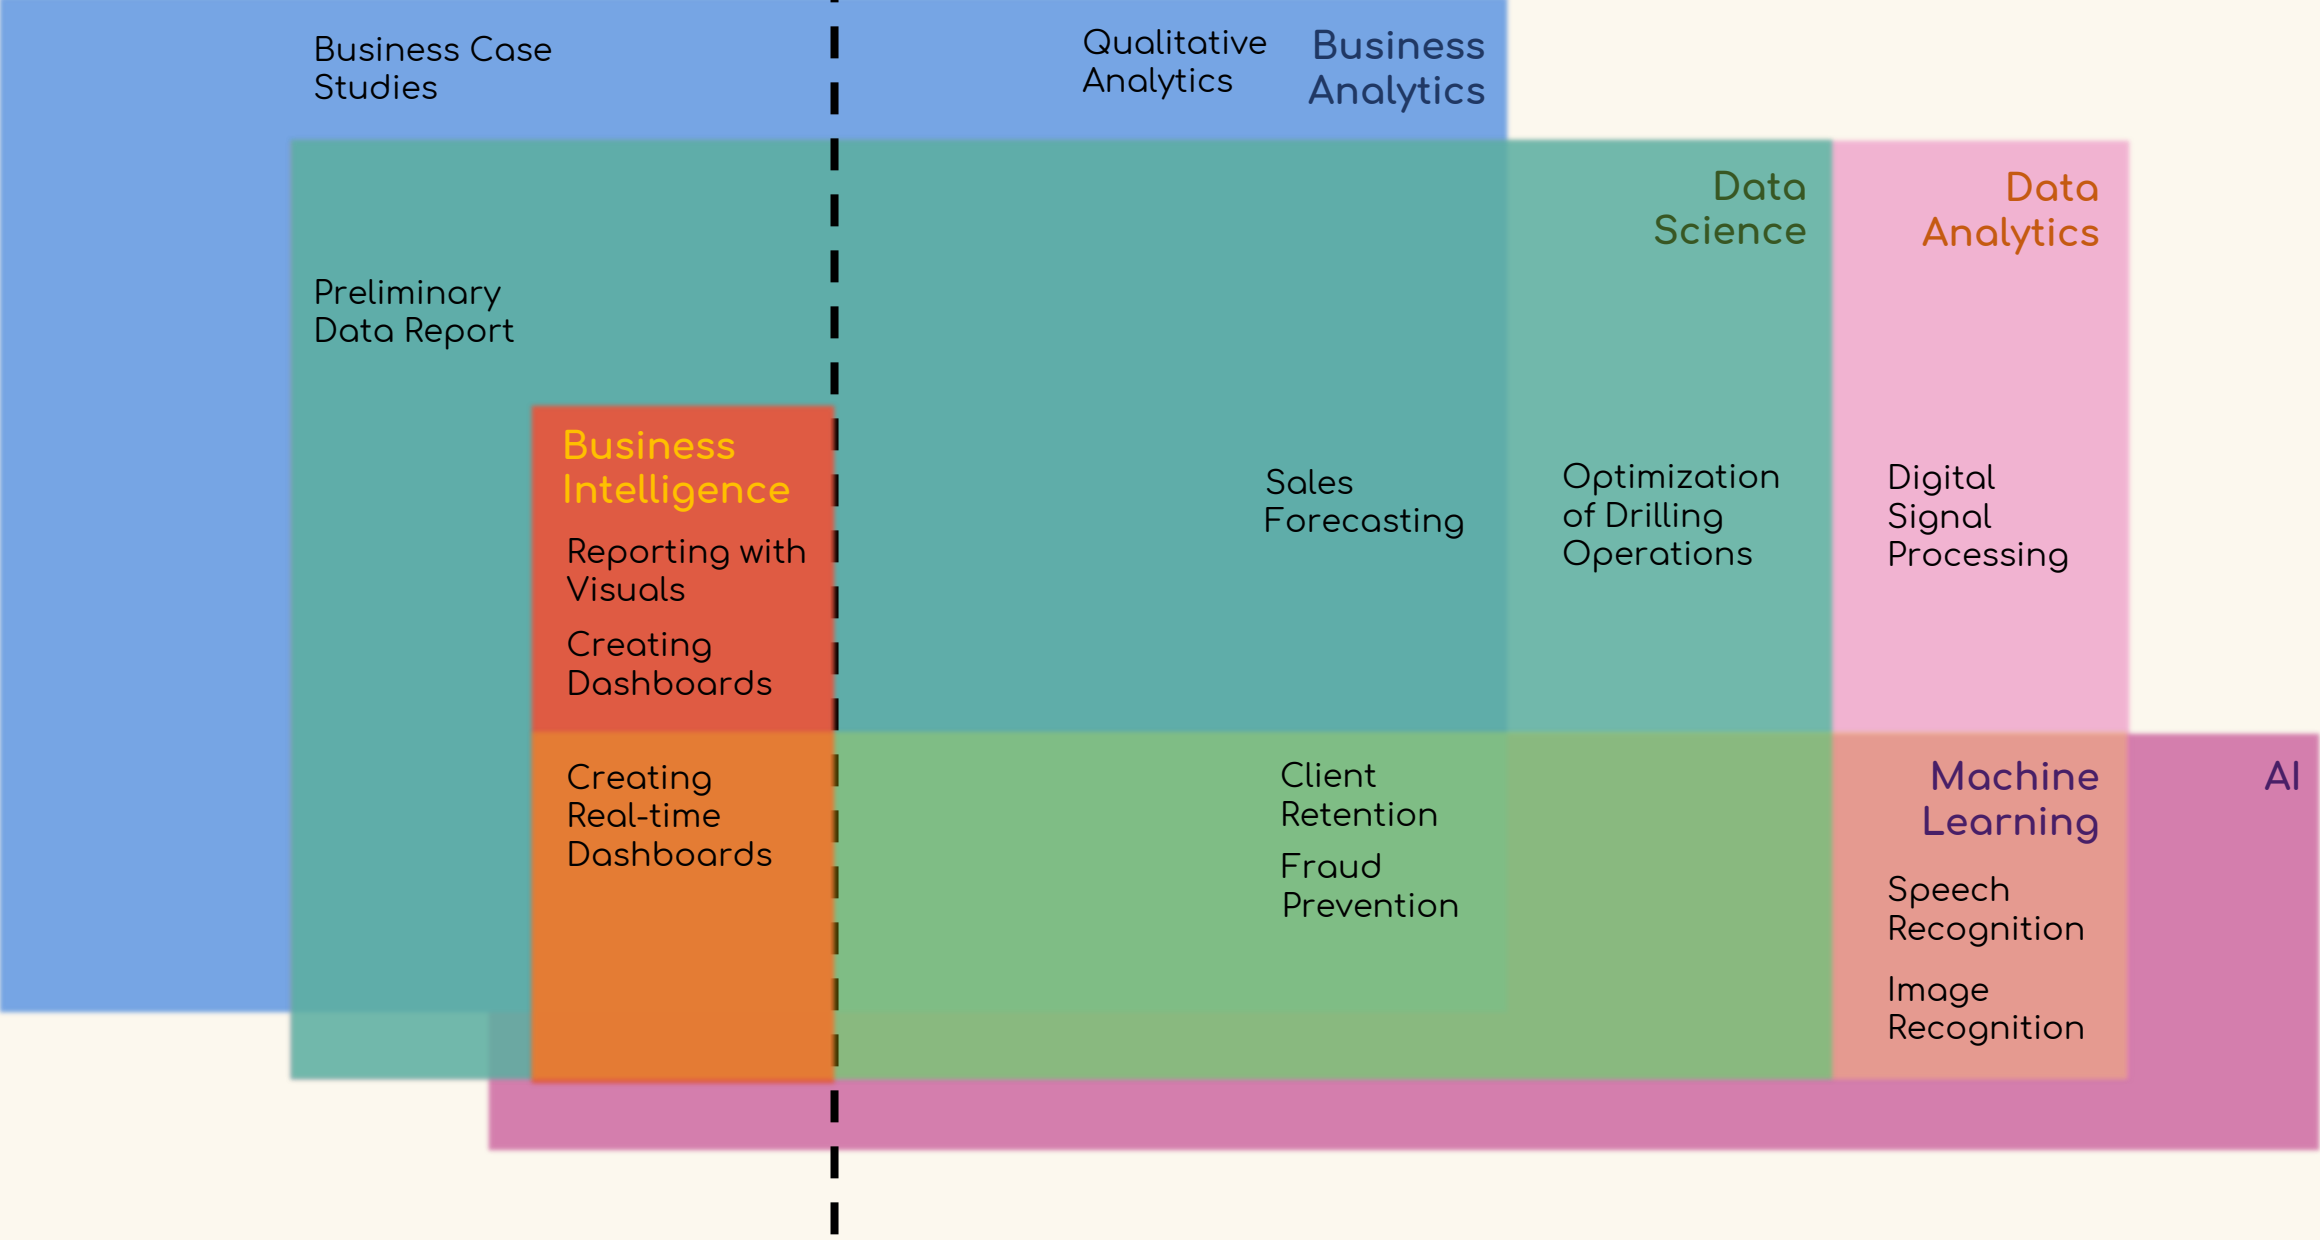 Business Case
Studies
Qualitative
Analytics
Business
Analytics
Data
Science
Data
Analytics
Preliminary
Data Report
Business
Intelligence
Reporting with
Visuals
Creating
Dashboards
Sales
Forecasting
Optimization
of Drilling
Operations
Digital
Signal
Processing
Creating
Real-time
Dashboards
Client
Retention
Fraud
Prevention
Machine
Learning
AI
Speech
Recognition
Image
Recognition